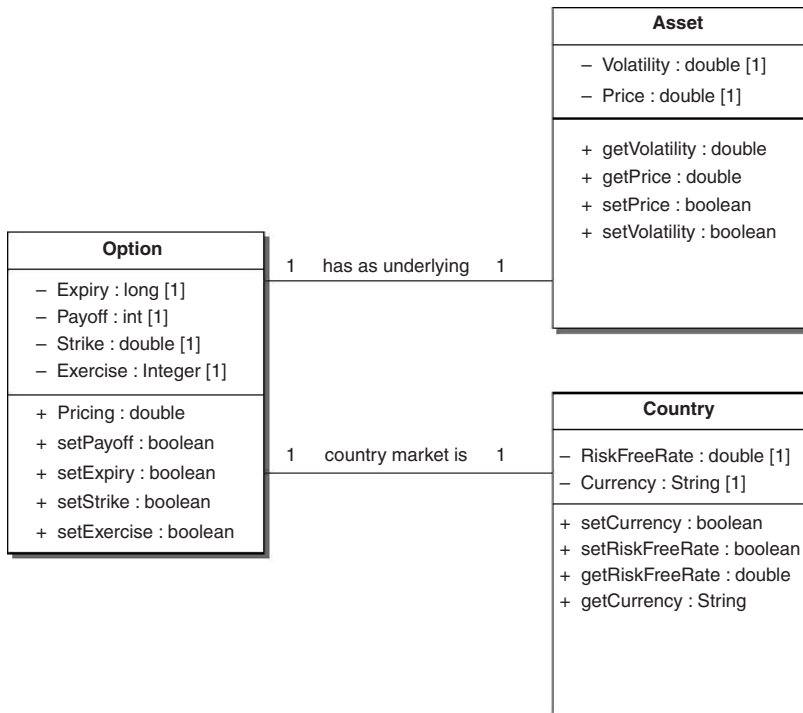 Asset
– Volatility : double [1]
– Price : double [1]
+ getVolatility : double
+ getPrice : double
+ setPrice : boolean
+ setVolatility : boolean
Option
– Expiry : long [1]
– Payoff : int [1]
– Strike : double [1]
– Exercise : Integer [1]
+ Pricing : double
+ setPayoff : boolean
+ setExpiry : boolean
+ setStrike : boolean
+ setExercise : boolean
1 has as underlying 1
1 country market is 1
Country
– RiskFreeRate : double [1]
– Currency : String [1]
+ setCurrency : boolean
+ setRiskFreeRate : boolean
+ getRiskFreeRate : double
+ getCurrency : String